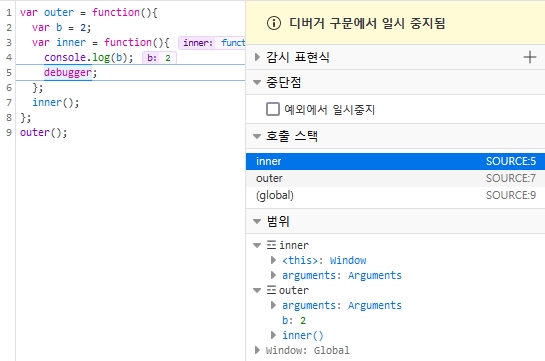 1 var outer = function(){
2 var b = 2;
3 var inner = function(){ inner: funct
4 console.log(b); b: 2
5 debugger;
6 };
7 inner();
8 };
9 outer();
디버거 구문에서 일시 중지됨
감시 표현식
중단점
예외에서 일시중지
호출 스택
inner SOURCE:5
outer SOURCE:7
(global) SOURCE:9
범위
inner
<this>: Window
arguments: Arguments
outer
arguments: Arguments
b: 2
inner()
Window: Global